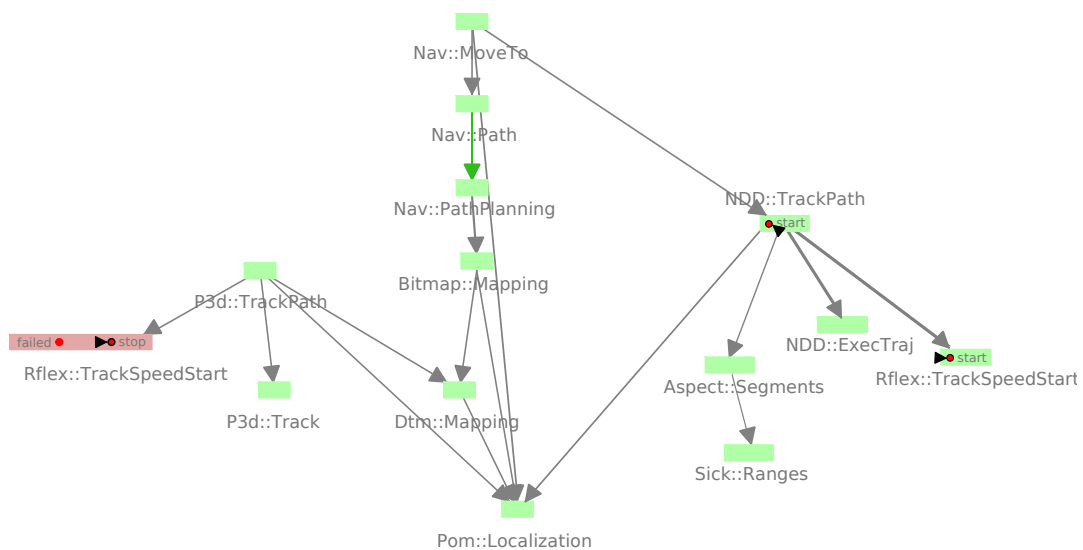 Nav::MoveTo
Nav::Path
NDD::TrackPath
Nav::PathPlanning
start
Bitmap::Mapping
P3d::TrackPath
failed stop
NDD::ExecTraj
start
Rflex::TrackSpeedStart
Aspect::Segments
Rflex::TrackSpeedStart
P3d::Track
Dtm::Mapping
Sick::Ranges
Pom::Localization